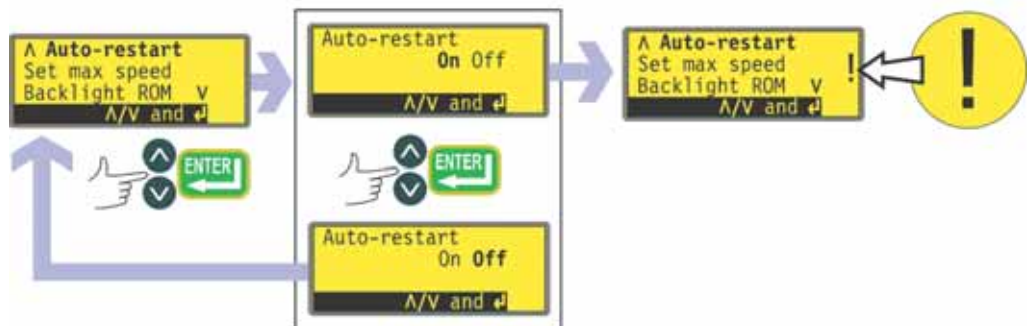 Λ Auto-restart
Set max speed
Backlight ROM V
Λ/V and ↵
ENTER
Auto-restart
On Off
Λ/V and ↵
ENTER
Auto-restart
On Off
Λ/V and ↵
Λ Auto-restart
Set max speed !
Backlight ROM V
Λ/V and ↵
!